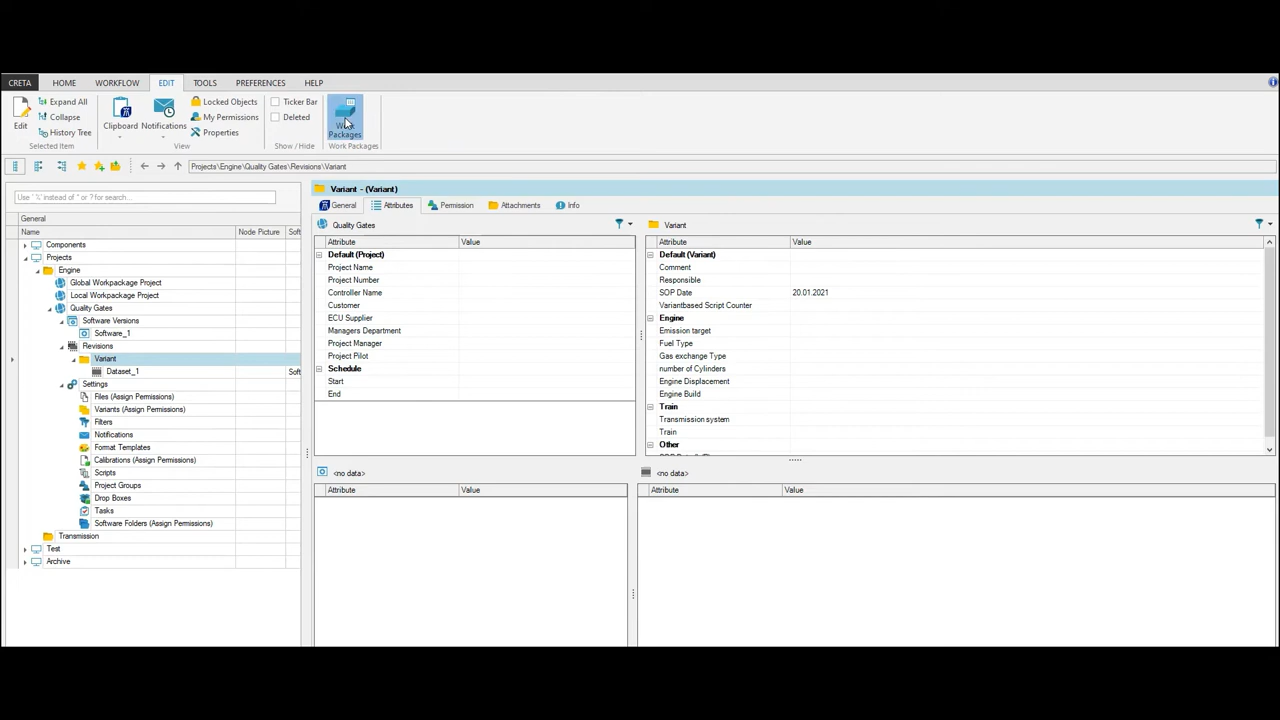 CRETA HOME WORKFLOW EDIT TOOLS PREFERENCES HELP
Edit
Expand All
Collapse
History Tree
Selected Item
Clipboard
Notifications
Locked Objects
My Permissions
Properties
View
Ticker Bar
Deleted
Show / Hide
Work
Packages
Work Packages
Projects\Engine\Quality Gates\Revisions\Variant
Use '%' instead of * or ? for search...
General
Name Node Picture Soft
Components
Projects
Engine
Global Workpackage Project
Local Workpackage Project
Quality Gates
Software Versions
Software_1
Revisions
Variant
Dataset_1 Soft
Settings
Files (Assign Permissions)
Variants (Assign Permissions)
Filters
Notifications
Format Templates
Calibrations (Assign Permissions)
Scripts
Project Groups
Drop Boxes
Tasks
Software Folders (Assign Permissions)
Transmission
Test
Archive
Variant - (Variant)
General Attributes Permission Attachments Info
Quality Gates
Attribute Value
Default (Project)
Project Name
Project Number
Controller Name
Customer
ECU Supplier
Managers Department
Project Manager
Project Pilot
Schedule
Start
End
Variant
Attribute Value
Default (Variant)
Comment
Responsible
SOP Date 20.01.2021
Variantbased Script Counter
Engine
Emission target
Fuel Type
Gas exchange Type
number of Cylinders
Engine Displacement
Engine Build
Train
Transmission system
Train
Other
<no data>
Attribute Value
<no data>
Attribute Value